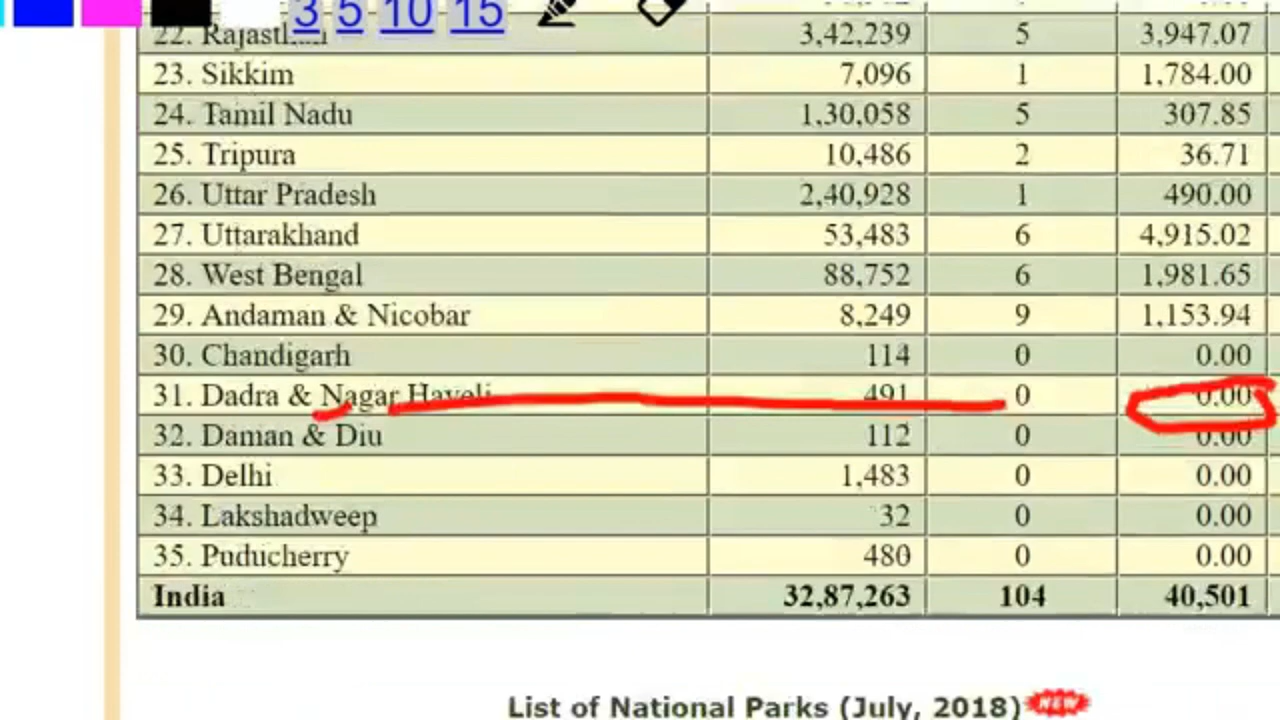 3 5 10 15
22. Rajasthan 3,42,239 5 3,947.07
23. Sikkim 7,096 1 1,784.00
24. Tamil Nadu 1,30,058 5 307.85
25. Tripura 10,486 2 36.71
26. Uttar Pradesh 2,40,928 1 490.00
27. Uttarakhand 53,483 6 4,915.02
28. West Bengal 88,752 6 1,981.65
29. Andaman & Nicobar 8,249 9 1,153.94
30. Chandigarh 114 0 0.00
31. Dadra & Nagar Haveli 491 0 0.00
32. Daman & Diu 112 0 0.00
33. Delhi 1,483 0 0.00
34. Lakshadweep 32 0 0.00
35. Puducherry 480 0 0.00
India 32,87,263 104 40,501
List of National Parks (July, 2018) NEW